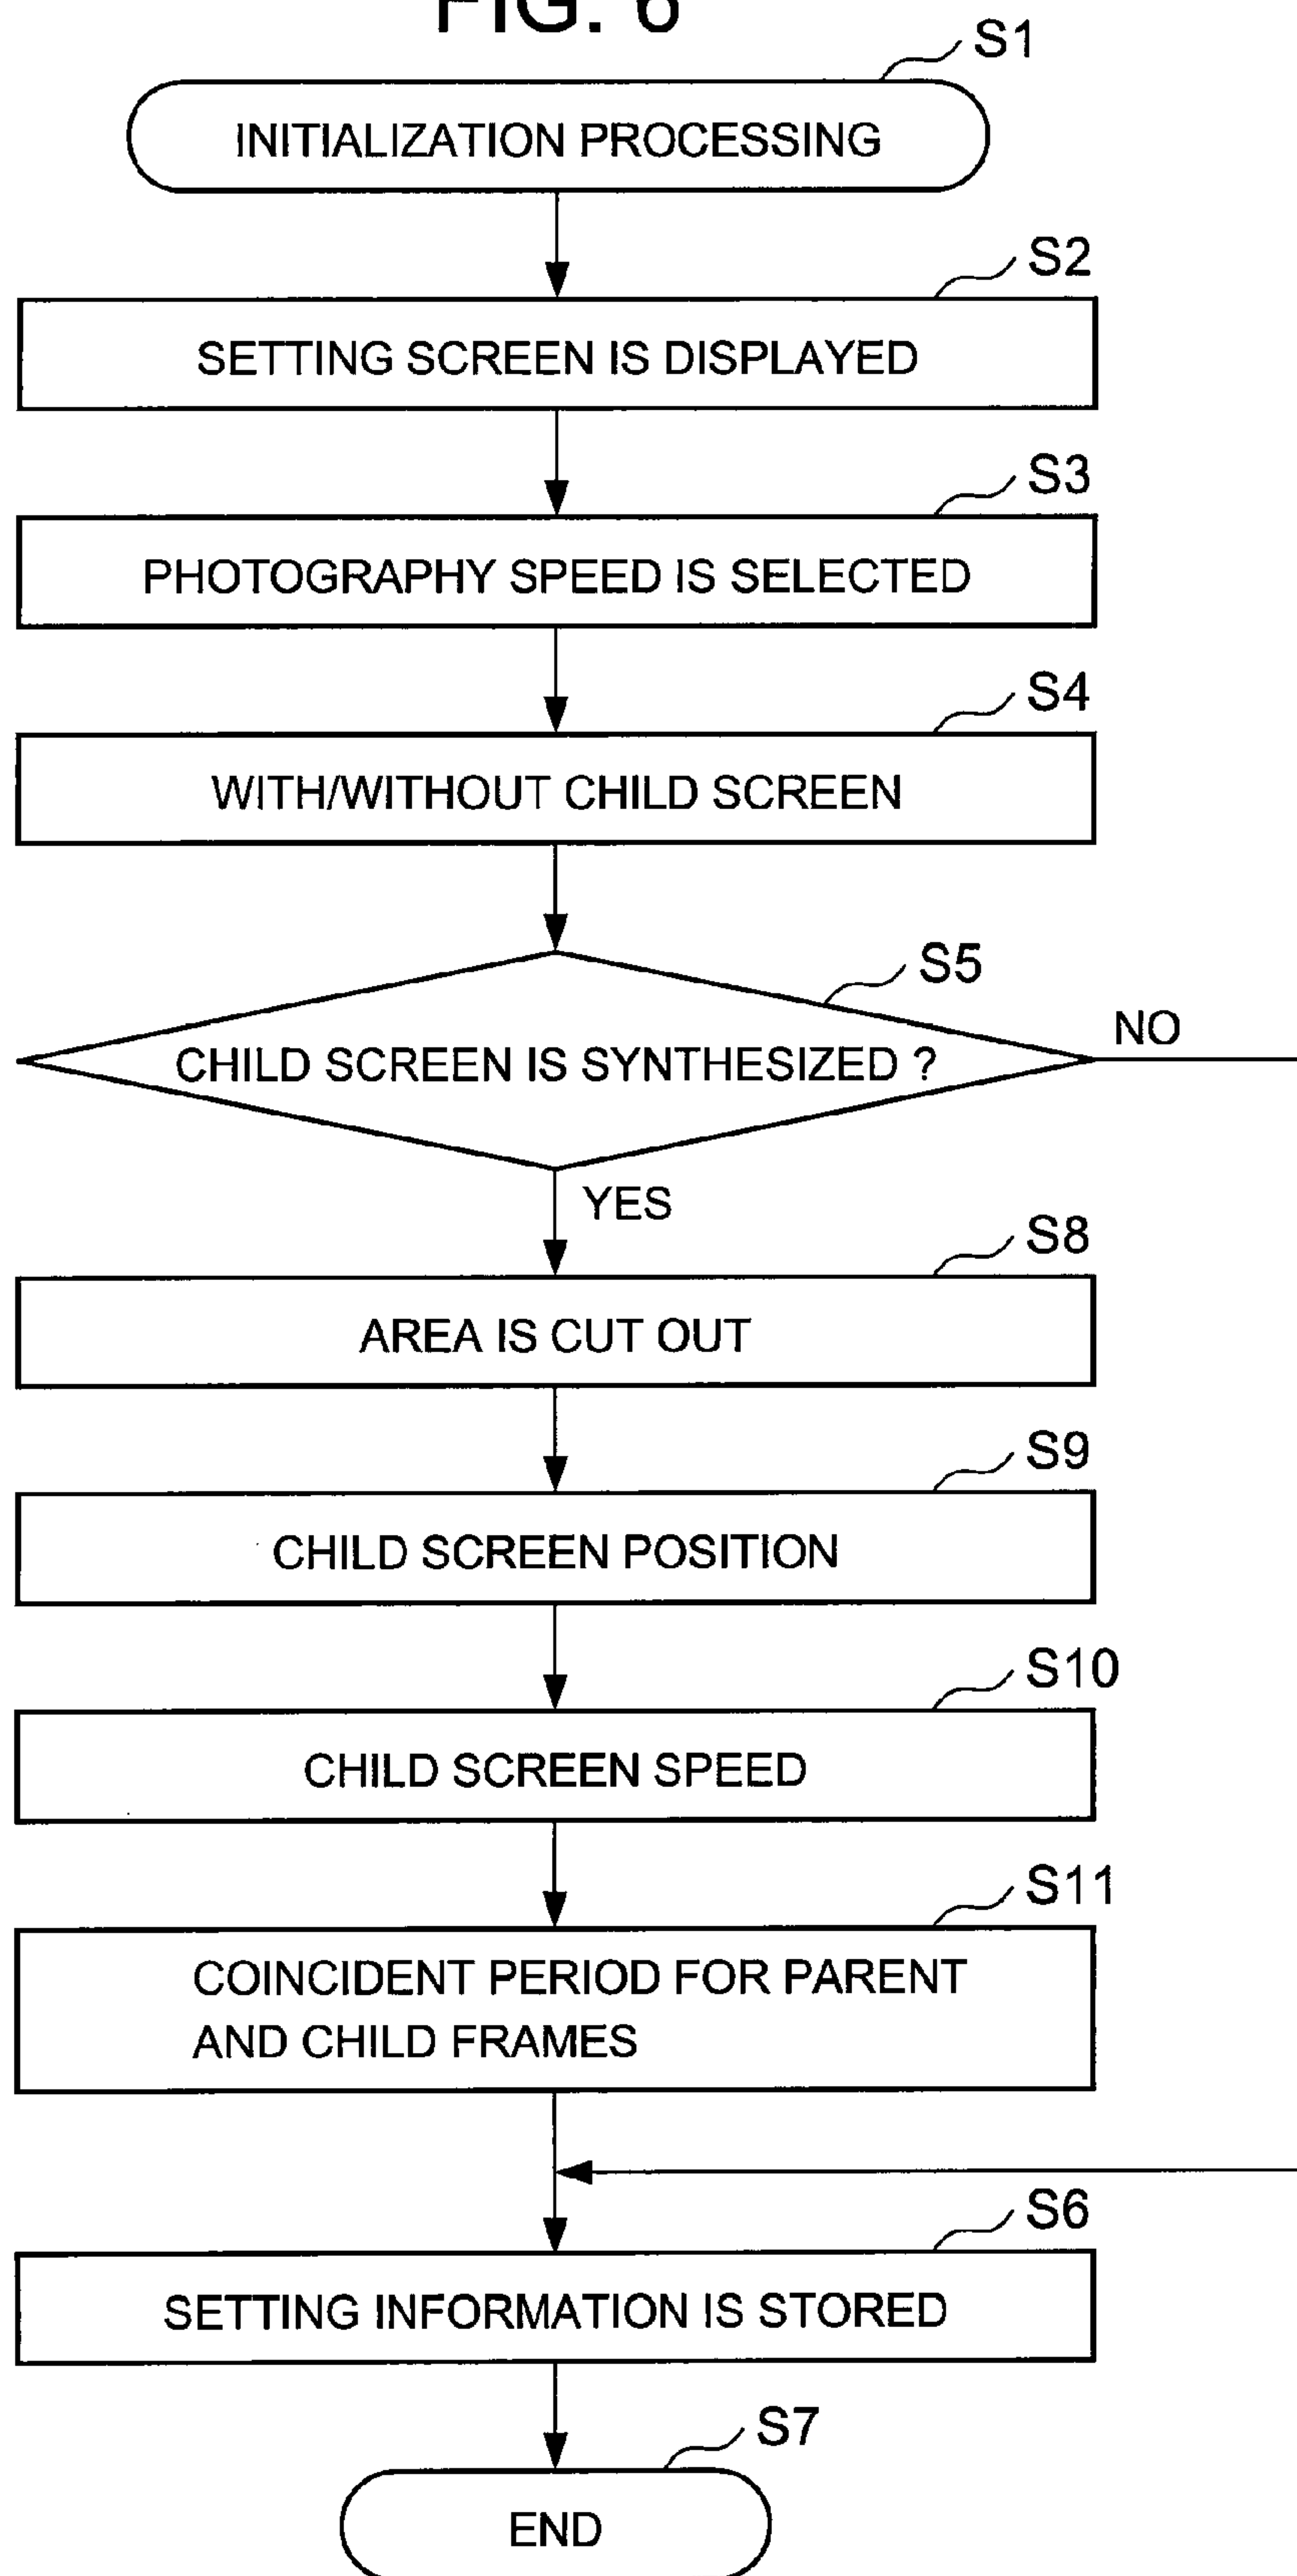 FIG. 6
S1
INITIALIZATION PROCESSING
S2
SETTING SCREEN IS DISPLAYED
S3
PHOTOGRAPHY SPEED IS SELECTED
S4
WITH/WITHOUT CHILD SCREEN
S5
CHILD SCREEN IS SYNTHESIZED ?
NO
YES
S8
AREA IS CUT OUT
S9
CHILD SCREEN POSITION
S10
CHILD SCREEN SPEED
S11
COINCIDENT PERIOD FOR PARENT
AND CHILD FRAMES
S6
SETTING INFORMATION IS STORED
S7
END